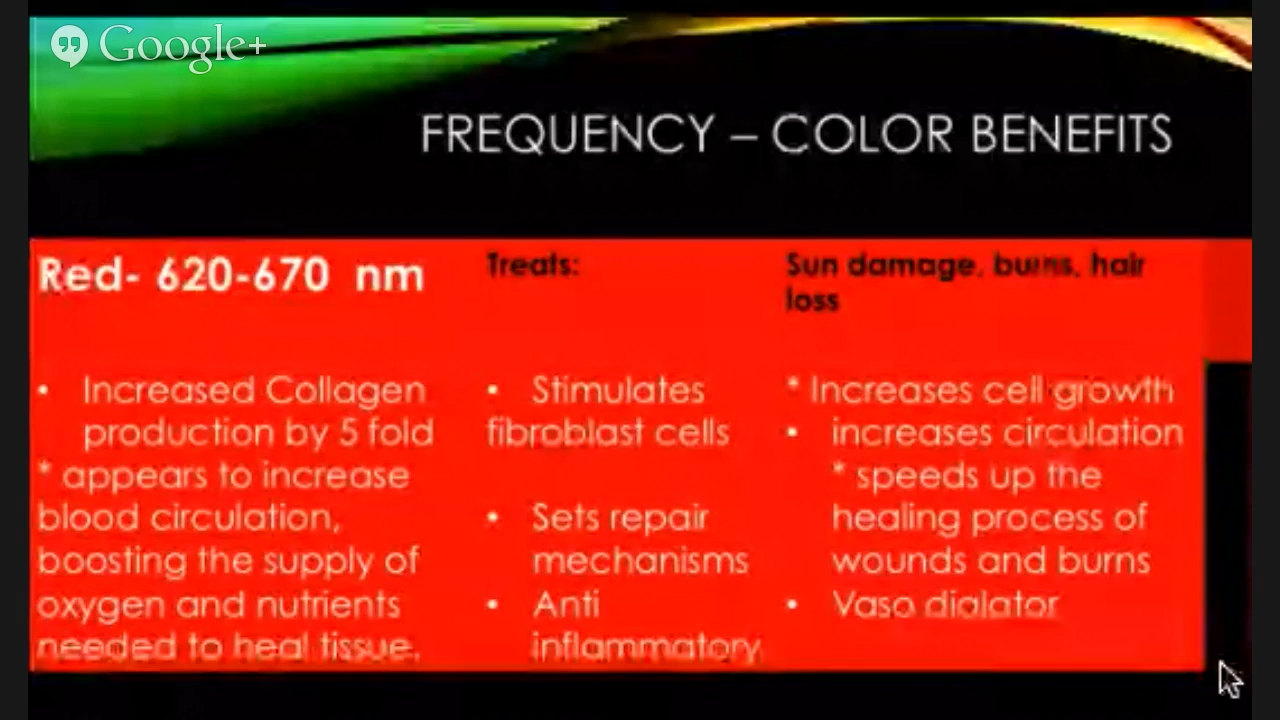 Google+
FREQUENCY – COLOR BENEFITS
Red- 620-670 nm
• Increased Collagen
production by 5 fold
* appears to increase
blood circulation,
boosting the supply of
oxygen and nutrients
needed to heal tissue.
Treats:
• Stimulates
fibroblast cells
• Sets repair
mechanisms
• Anti
inflammatory
Sun damage, burns, hair
loss
* Increases cell growth
• increases circulation
* speeds up the
healing process of
wounds and burns
• Vaso dialator